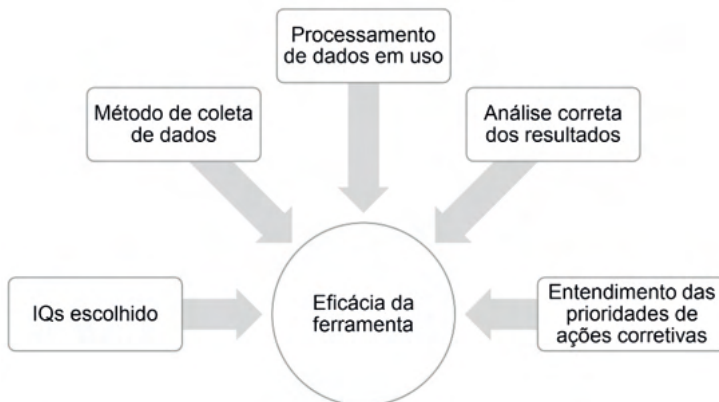 Processamento
de dados em uso
Método de coleta
de dados
Análise correta
dos resultados
IQs escolhido
Eficácia da
ferramenta
Entendimento das
prioridades de
ações corretivas